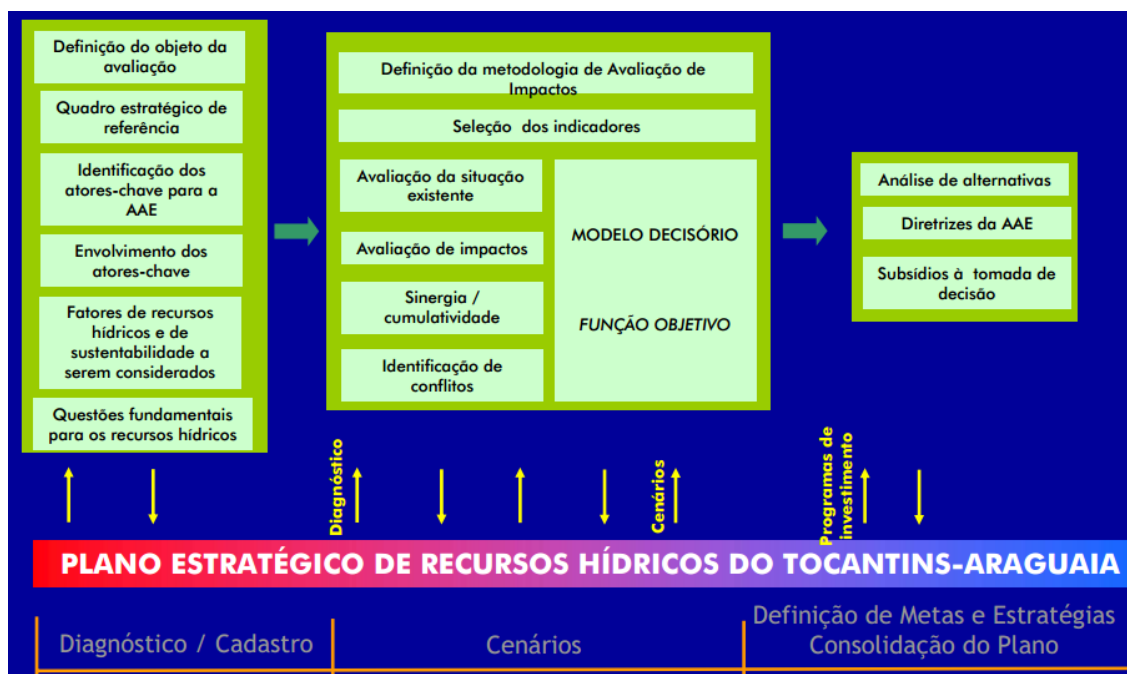 Definição do objeto da
avaliação
Quadro estratégico de
referência
Identificação dos
atores-chave para a
AAE
Envolvimento dos
atores-chave
Fatores de recursos
hídricos e de
sustentabilidade a
serem considerados
Questões fundamentais
para os recursos hídricos
Definição da metodologia de Avaliação de
Impactos
Seleção dos indicadores
Avaliação da situação
existente
Avaliação de impactos
Sinergia /
cumulatividade
Identificação de
conflitos
MODELO DECISÓRIO
FUNÇÃO OBJETIVO
Análise de alternativas
Diretrizes da AAE
Subsídios à tomada de
decisão
Diagnóstico
Cenários
Programas de
investimento
PLANO ESTRATÉGICO DE RECURSOS HÍDRICOS DO TOCANTINS-ARAGUAIA
Diagnóstico / Cadastro
Cenários
Definição de Metas e Estratégias
Consolidação do Plano